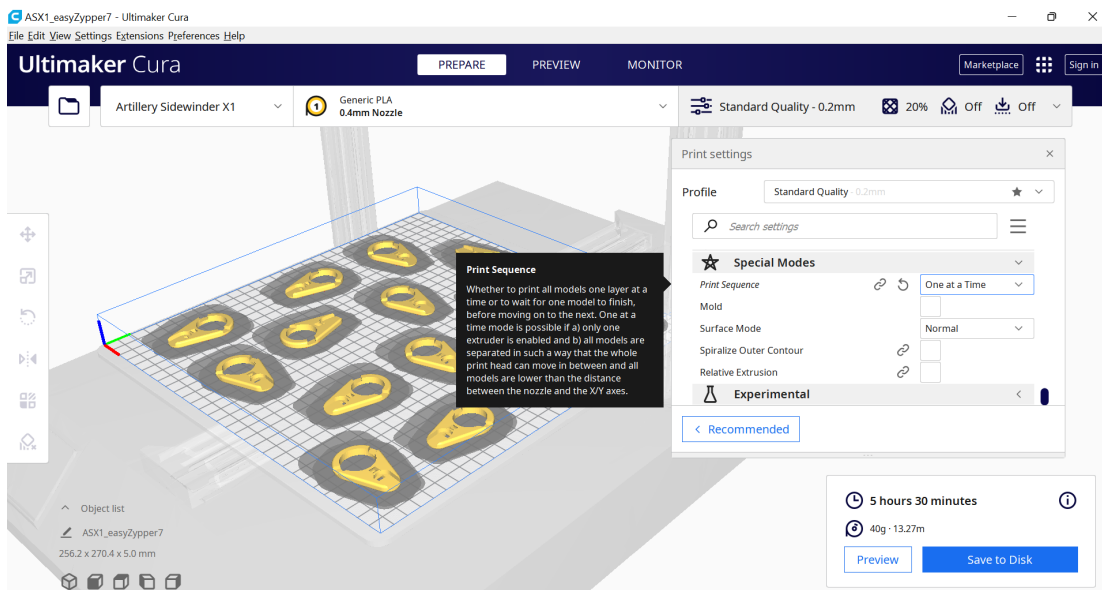 ASX1_easyZypper7 - Ultimaker Cura
File Edit View Settings Extensions Preferences Help
Ultimaker Cura
PREPARE PREVIEW MONITOR
Marketplace Sign in
Artillery Sidewinder X1
1 Generic PLA
0.4mm Nozzle
Standard Quality - 0.2mm 20% Off Off
Print settings
Profile Standard Quality - 0.2mm
Search settings
Special Modes
Print Sequence One at a Time
Mold
Surface Mode Normal
Spiralize Outer Contour
Relative Extrusion
Experimental
Recommended
Print Sequence
Whether to print all models one layer at a
time or to wait for one model to finish,
before moving on to the next. One at a
time mode is possible if a) only one
extruder is enabled and b) all models are
separated in such a way that the whole
print head can move in between and all
models are lower than the distance
between the nozzle and the X/Y axes.
Object list
ASX1_easyZypper7
256.2 x 270.4 x 5.0 mm
5 hours 30 minutes
40g · 13.27m
Preview Save to Disk